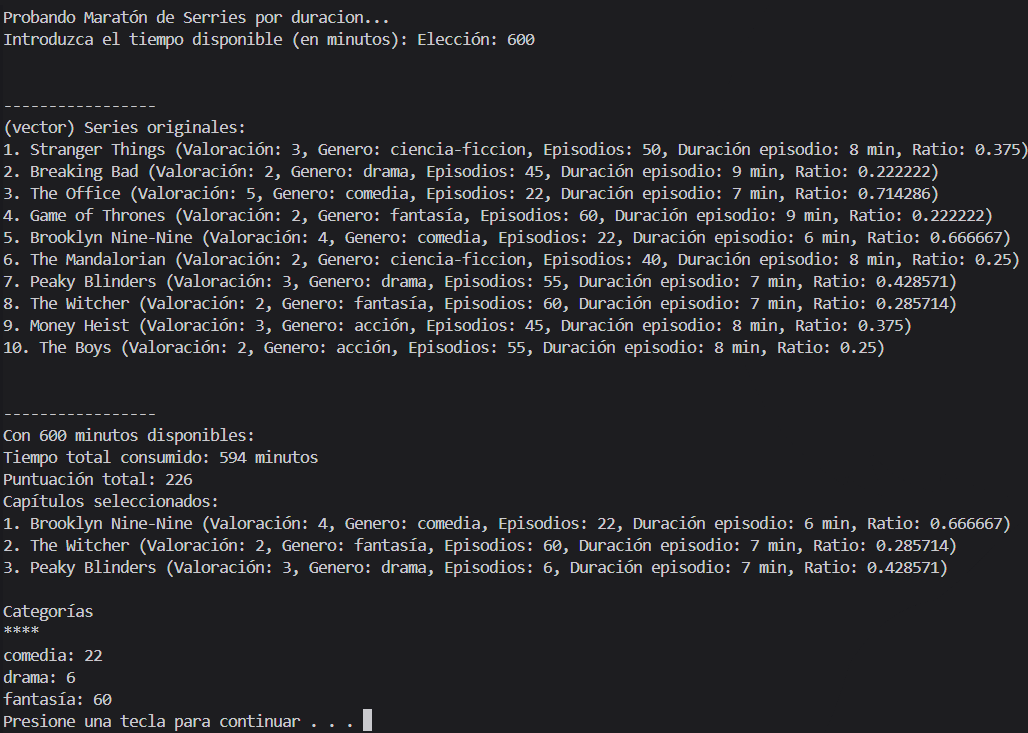 Probando Maratón de Serries por duracion...
Introduzca el tiempo disponible (en minutos): Elección: 600
-----------------
(vector) Series originales:
1. Stranger Things (Valoración: 3, Genero: ciencia-ficcion, Episodios: 50, Duración episodio: 8 min, Ratio: 0.375)
2. Breaking Bad (Valoración: 2, Genero: drama, Episodios: 45, Duración episodio: 9 min, Ratio: 0.222222)
3. The Office (Valoración: 5, Genero: comedia, Episodios: 22, Duración episodio: 7 min, Ratio: 0.714286)
4. Game of Thrones (Valoración: 2, Genero: fantasía, Episodios: 60, Duración episodio: 9 min, Ratio: 0.222222)
5. Brooklyn Nine-Nine (Valoración: 4, Genero: comedia, Episodios: 22, Duración episodio: 6 min, Ratio: 0.666667)
6. The Mandalorian (Valoración: 2, Genero: ciencia-ficcion, Episodios: 40, Duración episodio: 8 min, Ratio: 0.25)
7. Peaky Blinders (Valoración: 3, Genero: drama, Episodios: 55, Duración episodio: 7 min, Ratio: 0.428571)
8. The Witcher (Valoración: 2, Genero: fantasía, Episodios: 60, Duración episodio: 7 min, Ratio: 0.285714)
9. Money Heist (Valoración: 3, Genero: acción, Episodios: 45, Duración episodio: 8 min, Ratio: 0.375)
10. The Boys (Valoración: 2, Genero: acción, Episodios: 55, Duración episodio: 8 min, Ratio: 0.25)
-----------------
Con 600 minutos disponibles:
Tiempo total consumido: 594 minutos
Puntuación total: 226
Capítulos seleccionados:
1. Brooklyn Nine-Nine (Valoración: 4, Genero: comedia, Episodios: 22, Duración episodio: 6 min, Ratio: 0.666667)
2. The Witcher (Valoración: 2, Genero: fantasía, Episodios: 60, Duración episodio: 7 min, Ratio: 0.285714)
3. Peaky Blinders (Valoración: 3, Genero: drama, Episodios: 6, Duración episodio: 7 min, Ratio: 0.428571)
Categorías
****
comedia: 22
drama: 6
fantasía: 60
Presione una tecla para continuar . . .